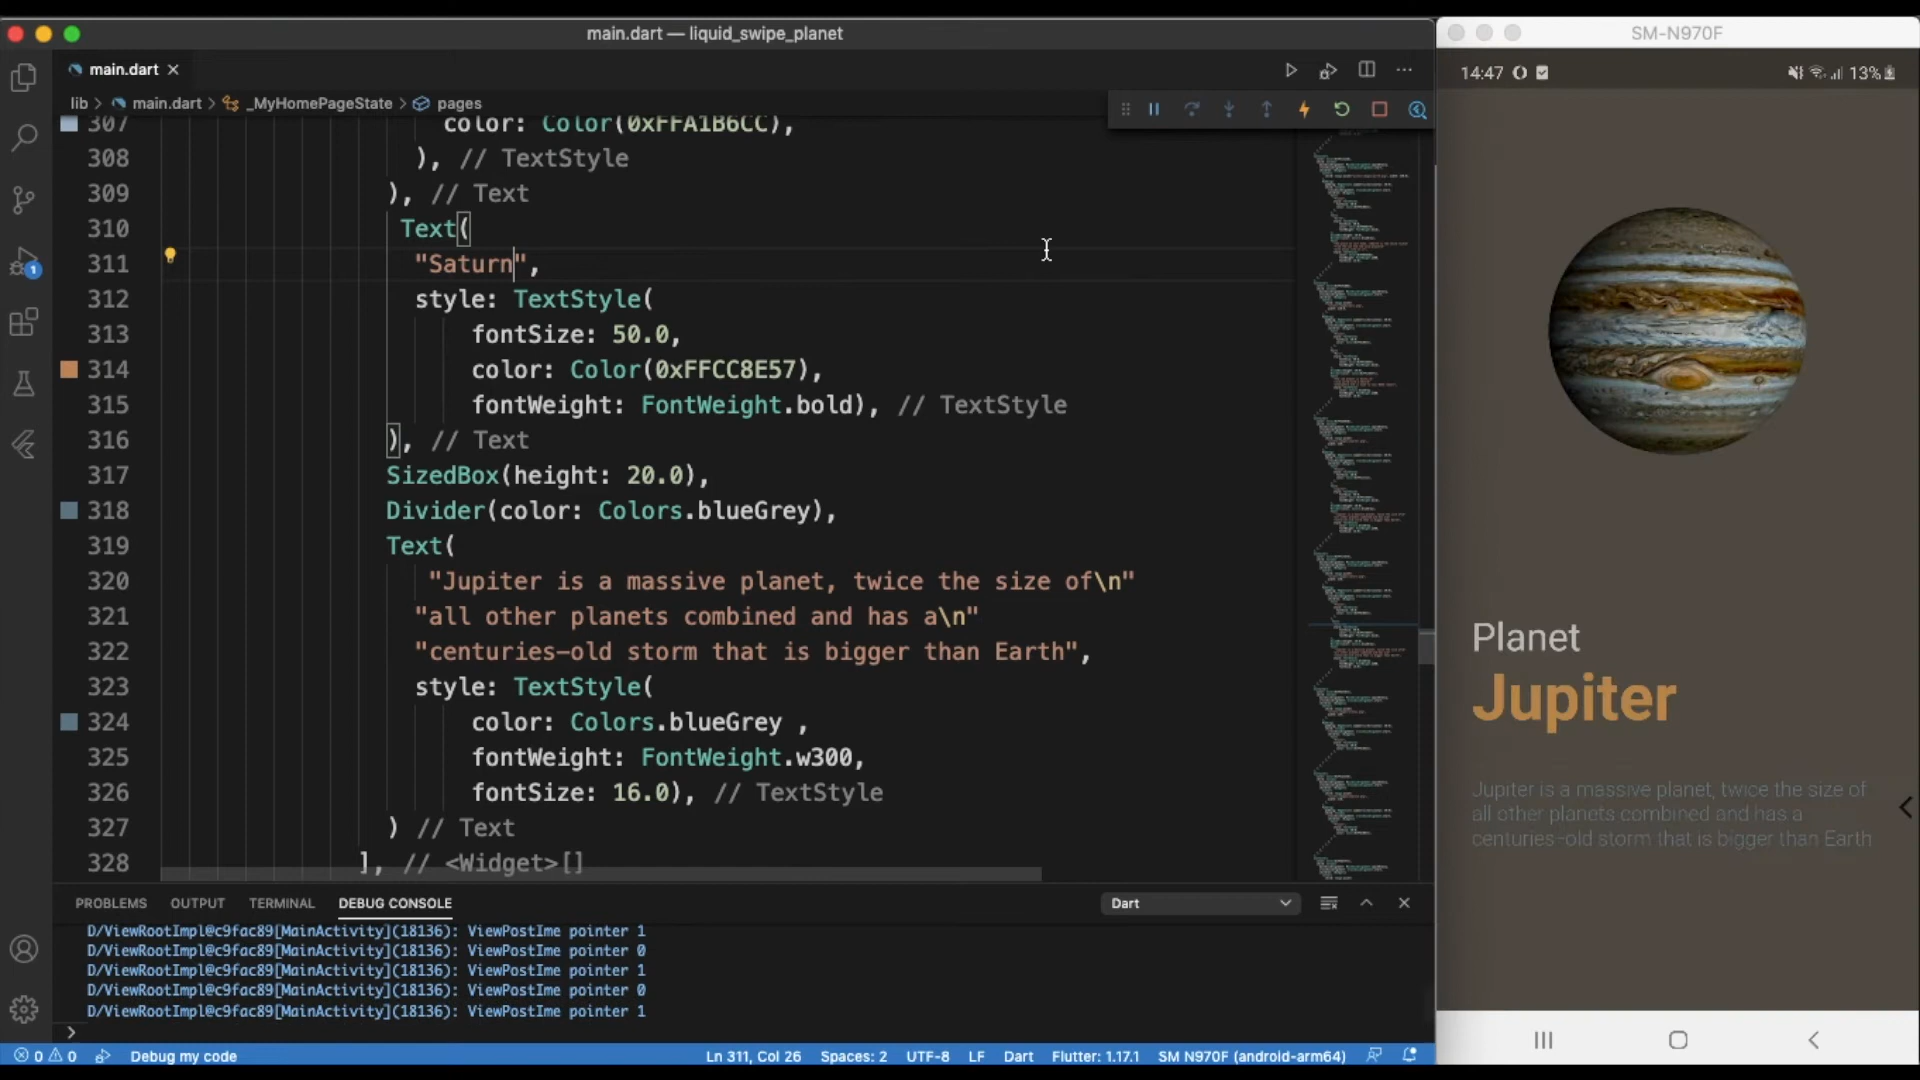 main.dart — liquid_swipe_planet
main.dart
lib > main.dart > _MyHomePageState > pages
307 color: Color(0xFFA1B6CC),
308 ), // TextStyle
309 ), // Text
310 Text(
311 "Saturn",
312 style: TextStyle(
313 fontSize: 50.0,
314 color: Color(0xFFCC8E57),
315 fontWeight: FontWeight.bold), // TextStyle
316 ), // Text
317 SizedBox(height: 20.0),
318 Divider(color: Colors.blueGrey),
319 Text(
320 "Jupiter is a massive planet, twice the size of\n"
321 "all other planets combined and has a\n"
322 "centuries-old storm that is bigger than Earth",
323 style: TextStyle(
324 color: Colors.blueGrey ,
325 fontWeight: FontWeight.w300,
326 fontSize: 16.0), // TextStyle
327 ) // Text
328 ], // <Widget>[]
1
PROBLEMS OUTPUT TERMINAL DEBUG CONSOLE Dart
D/ViewRootImpl@c9fac89[MainActivity](18136): ViewPostIme pointer 1
D/ViewRootImpl@c9fac89[MainActivity](18136): ViewPostIme pointer 0
D/ViewRootImpl@c9fac89[MainActivity](18136): ViewPostIme pointer 1
D/ViewRootImpl@c9fac89[MainActivity](18136): ViewPostIme pointer 0
D/ViewRootImpl@c9fac89[MainActivity](18136): ViewPostIme pointer 1
>
0 0 Debug my code Ln 311, Col 26 Spaces: 2 UTF-8 LF Dart Flutter: 1.17.1 SM N970F (android-arm64)
SM-N970F
14:47 13%
Planet
Jupiter
Jupiter is a massive planet, twice the size of
all other planets combined and has a
centuries-old storm that is bigger than Earth